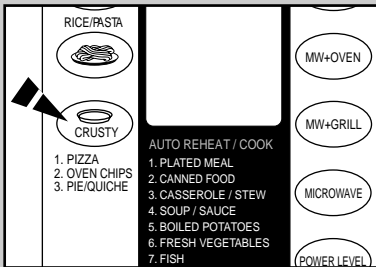 RICE/PASTA
CRUSTY
1. PIZZA
2. OVEN CHIPS
3. PIE/QUICHE
AUTO REHEAT / COOK
1. PLATED MEAL
2. CANNED FOOD
3. CASSEROLE / STEW
4. SOUP / SAUCE
5. BOILED POTATOES
6. FRESH VEGETABLES
7. FISH
MW+OVEN
MW+GRILL
MICROWAVE
POWER LEVEL